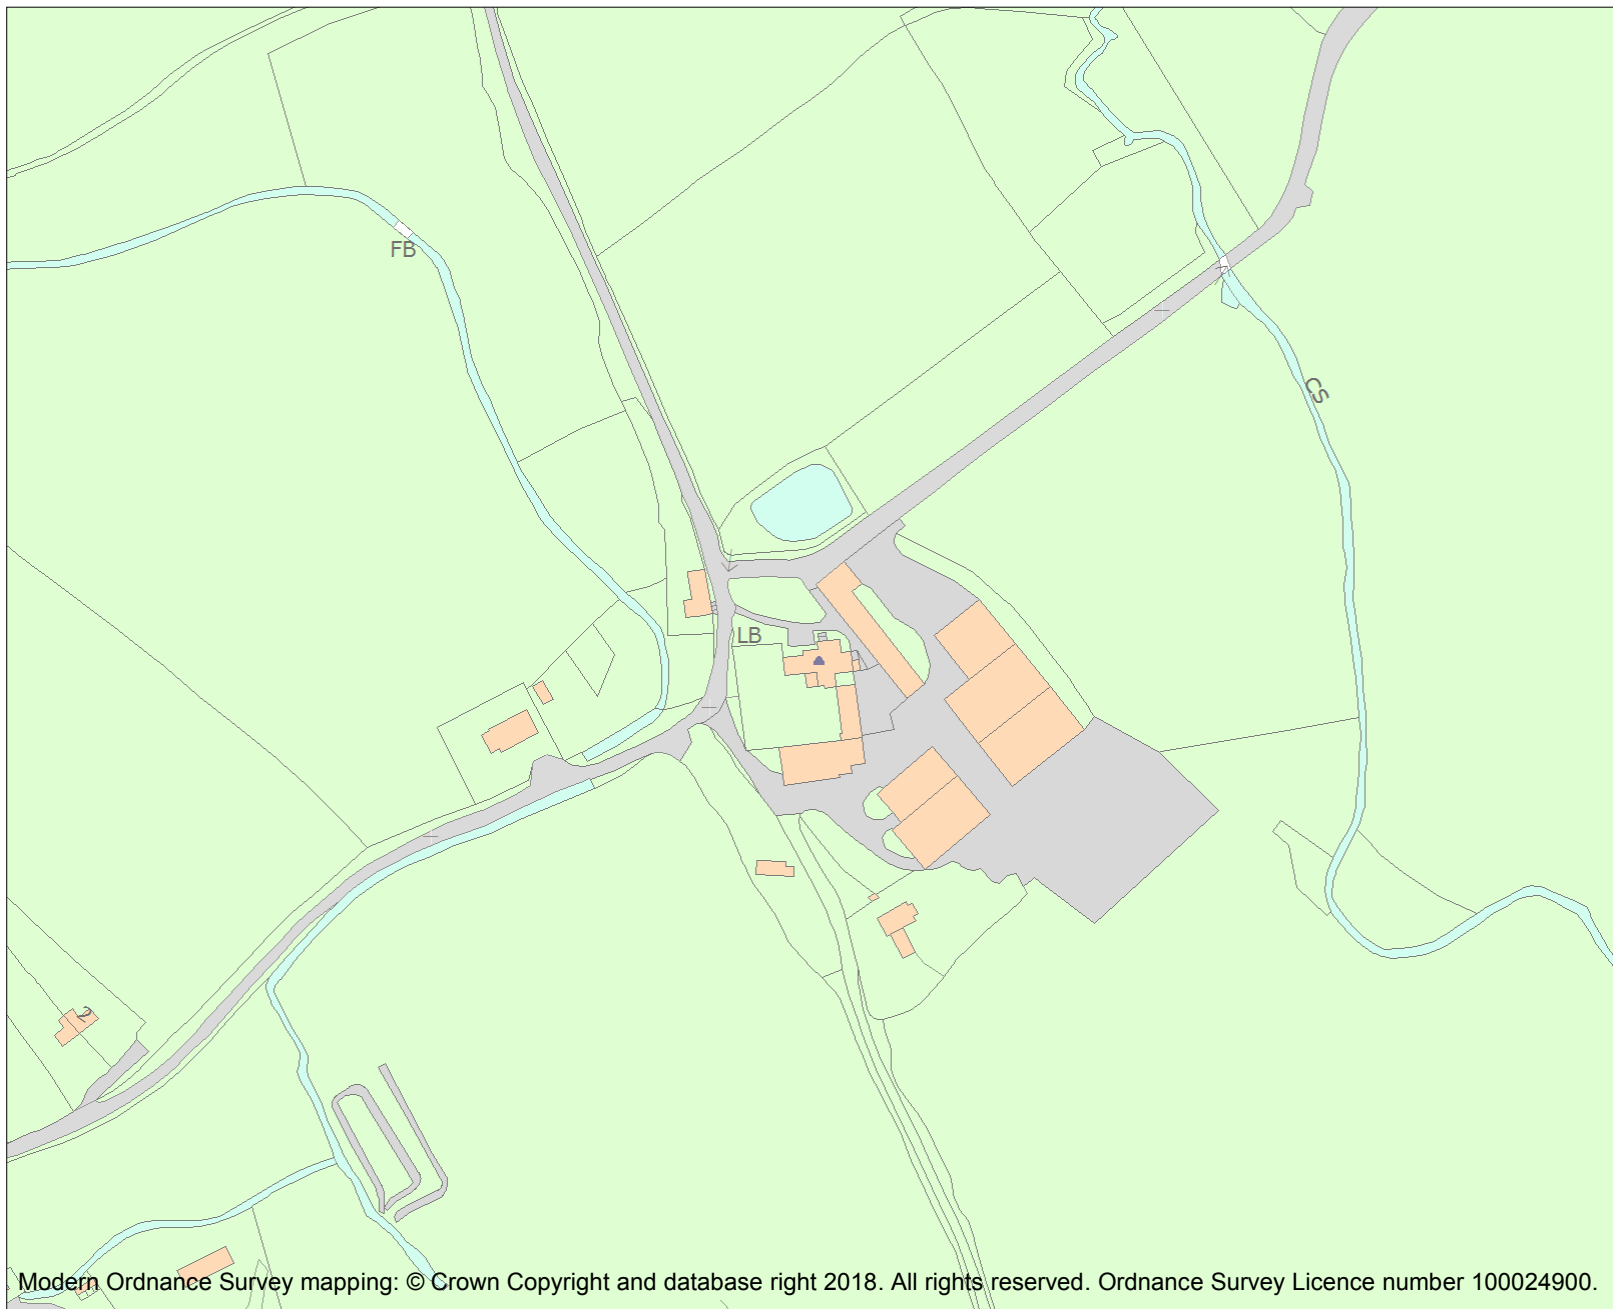 FB
CS
LB
2
Modern Ordnance Survey mapping: © Crown Copyright and database right 2018. All rights reserved. Ordnance Survey Licence number 100024900.